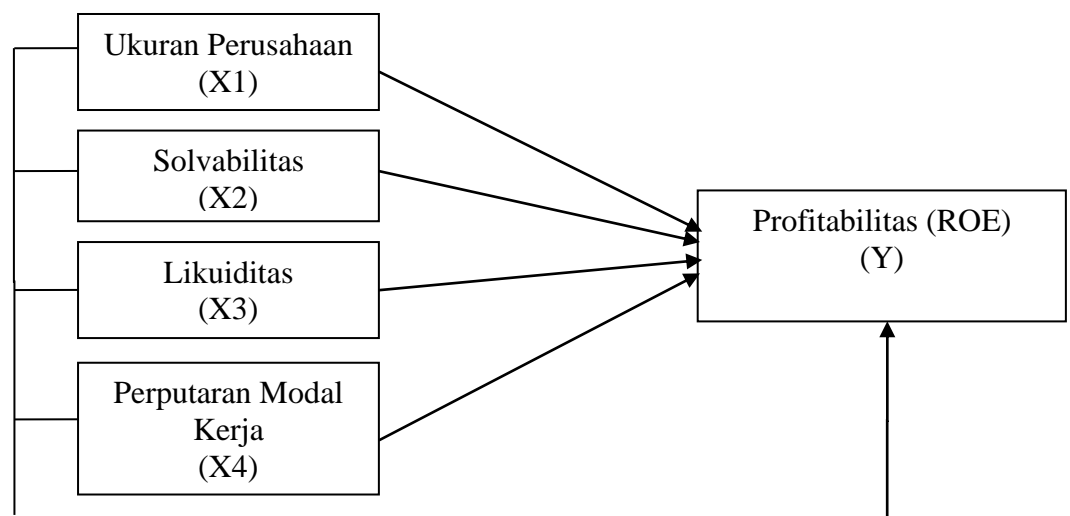 Ukuran Perusahaan
(X1)
Solvabilitas
(X2)
Likuiditas
(X3)
Perputaran Modal
Kerja
(X4)
Profitabilitas (ROE)
(Y)